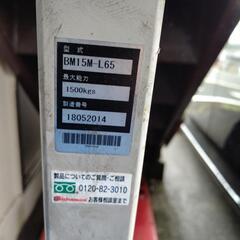 型式
BM15M-L65
最大能力
1500kgs
製造番号
18052014
製品についてのご質問・ご相談
0120-82-3010
お客様相談室まで